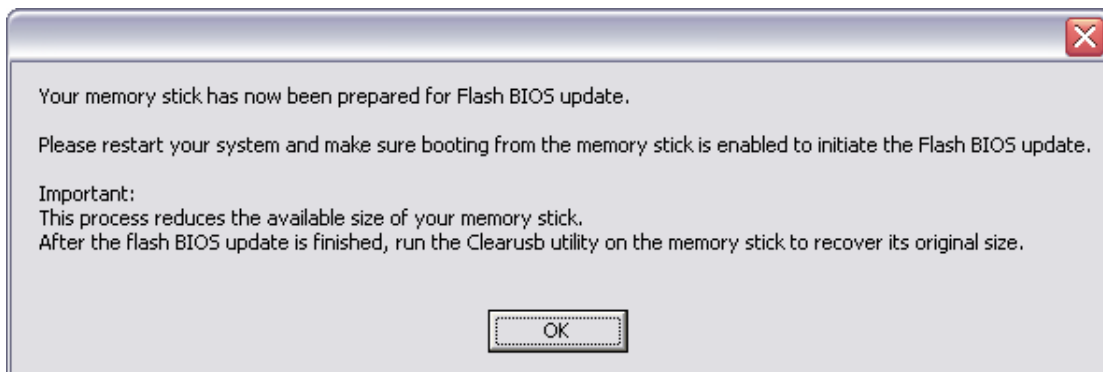 Your memory stick has now been prepared for Flash BIOS update.
Please restart your system and make sure booting from the memory stick is enabled to initiate the Flash BIOS update.
Important:
This process reduces the available size of your memory stick.
After the flash BIOS update is finished, run the Clearusb utility on the memory stick to recover its original size.
OK